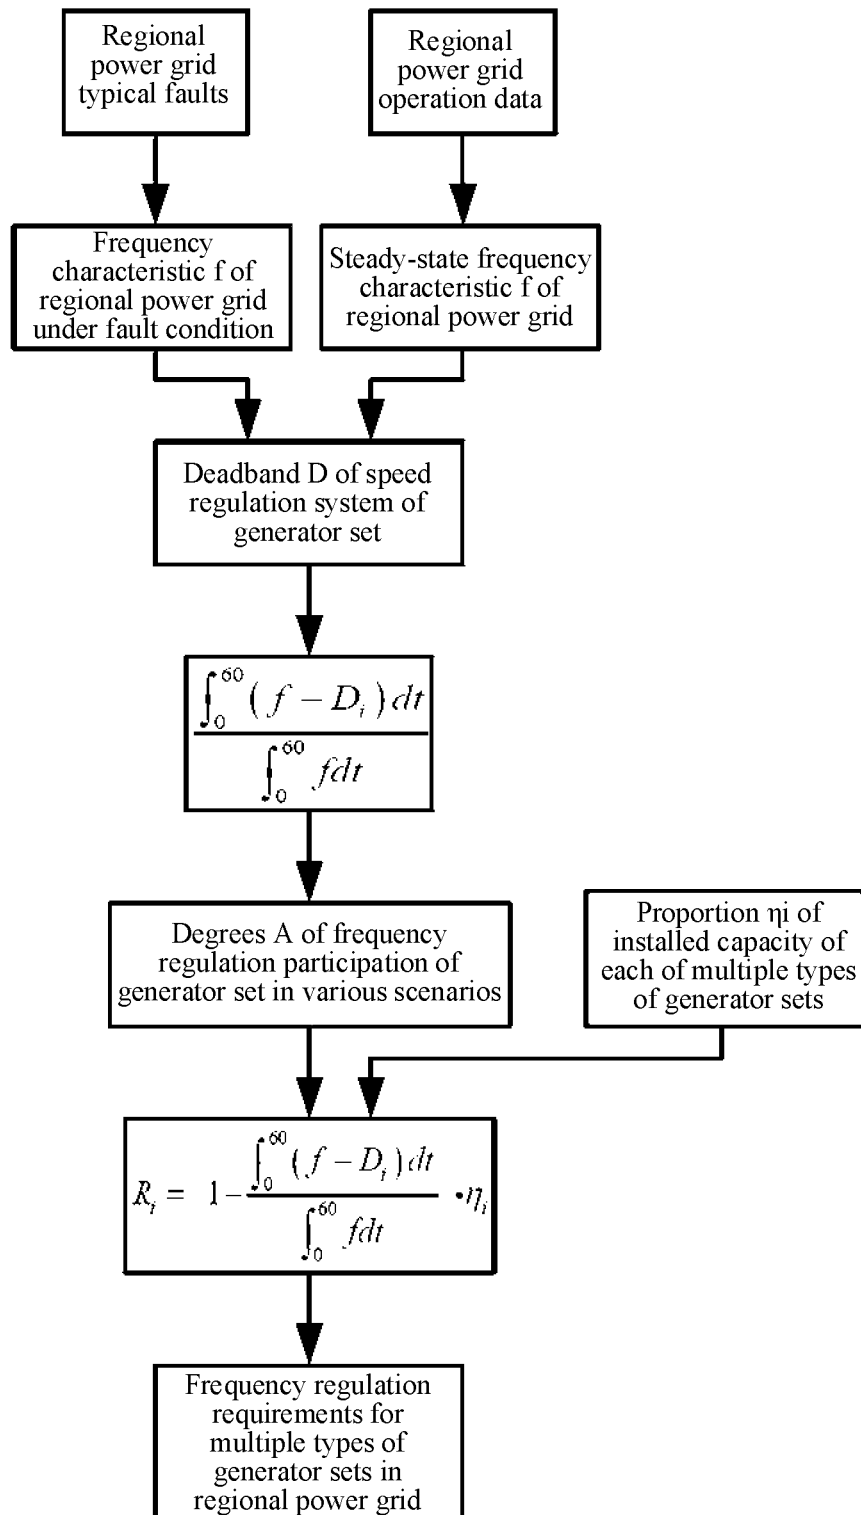 Regional
power grid
typical faults
Regional
power grid
operation data
Frequency
characteristic f of
regional power grid
under fault condition
Steady-state frequency
characteristic f of
regional power grid
Deadband D of speed
regulation system of
generator set
∫₀⁶⁰ (f − Dᵢ) dt
∫₀⁶⁰ fdt
Degrees A of frequency
regulation participation of
generator set in various scenarios
Proportion ηi of
installed capacity of
each of multiple types
of generator sets
∫₀⁶⁰ (f − Dᵢ) dt
Rᵢ = 1 − •ηᵢ
∫₀⁶⁰ fdt
Frequency regulation
requirements for
multiple types of
generator sets in
regional power grid